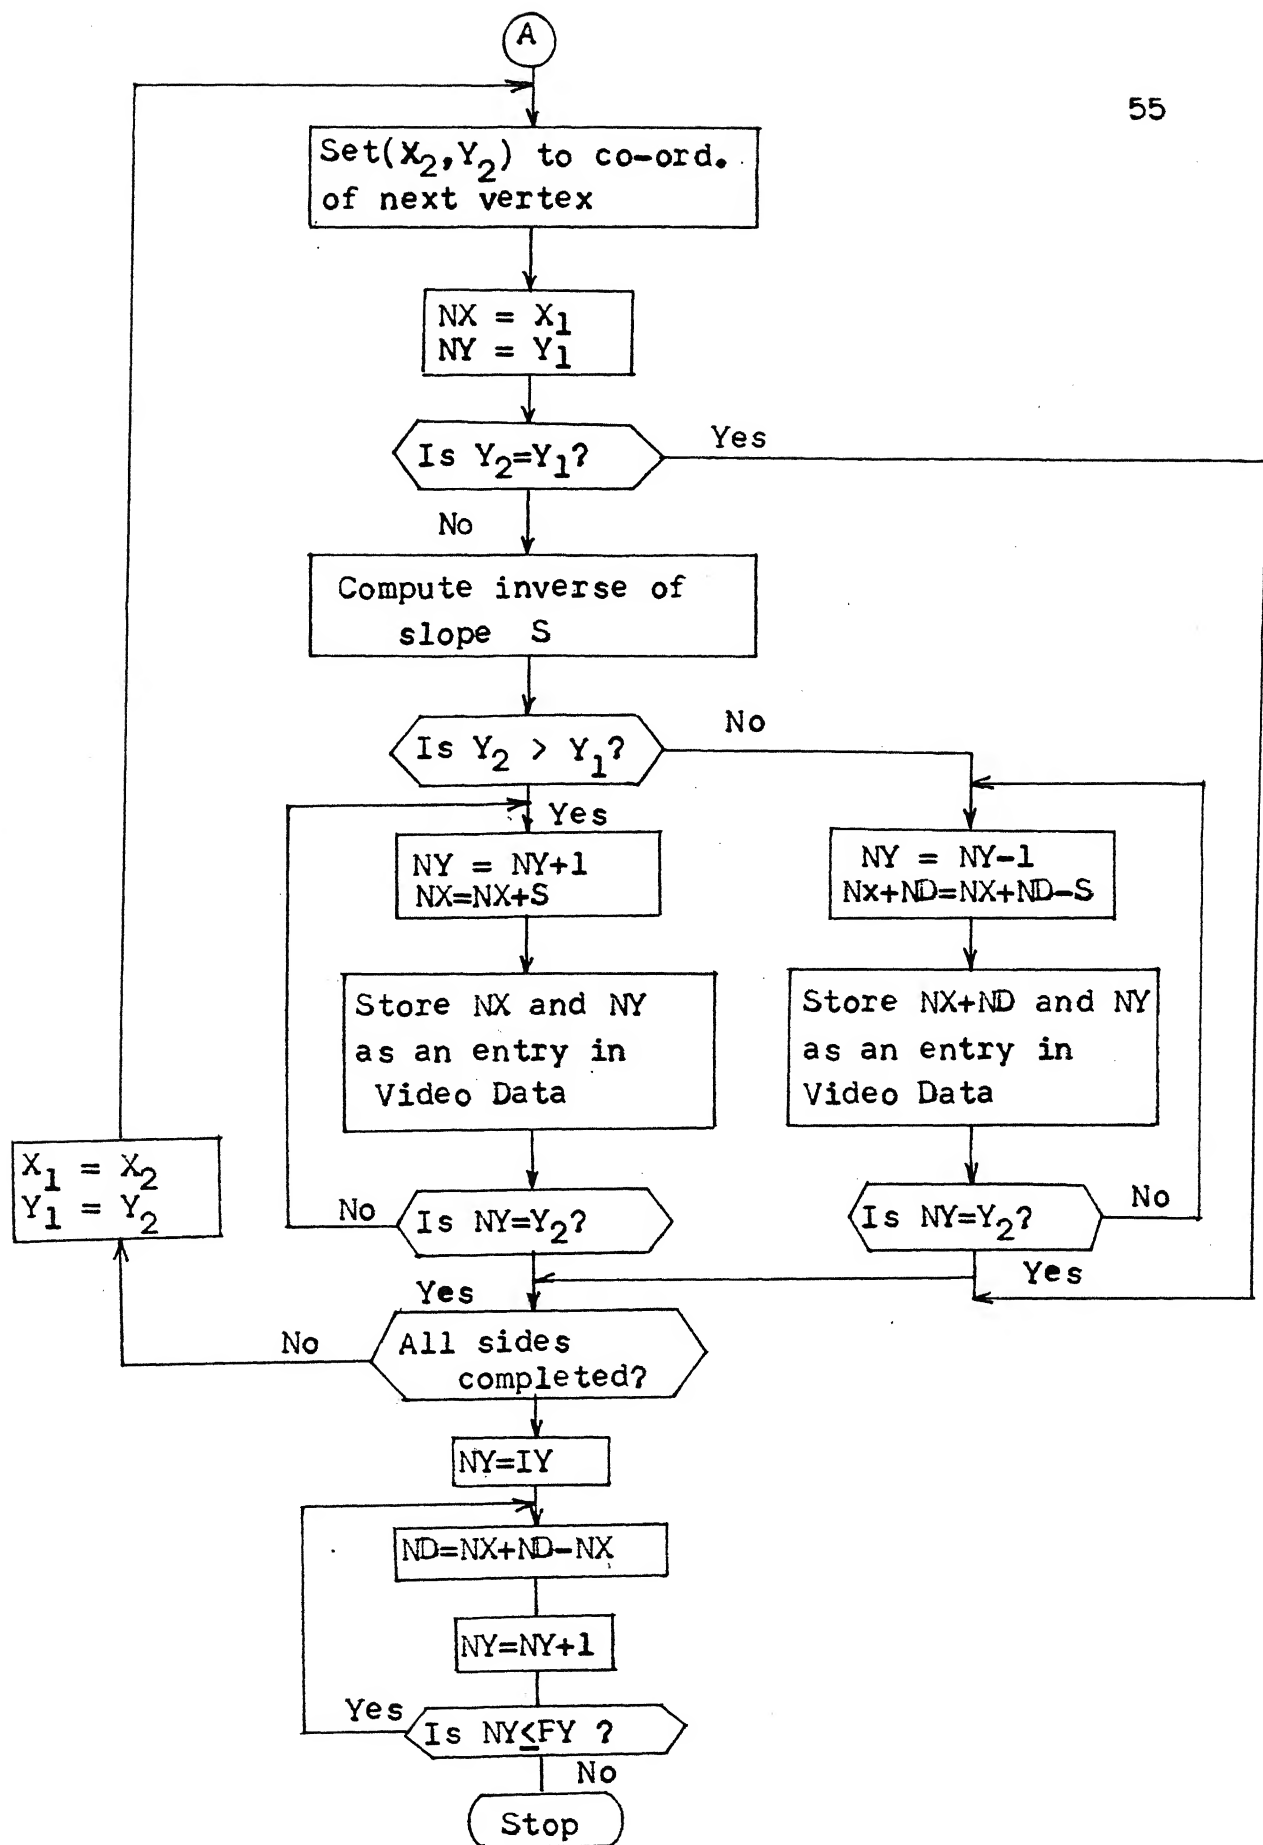 A
55
Set(X₂,Y₂) to co-ord.
of next vertex
NX = X₁
NY = Y₁
Is Y₂=Y₁?
Yes
No
Compute inverse of
slope S
Is Y₂ > Y₁?
No
Yes
NY = NY+1
NX=NX+S
NY = NY-1
Nx+ND=NX+ND-S
Store NX and NY
as an entry in
Video Data
Store NX+ND and NY
as an entry in
Video Data
X₁ = X₂
Y₁ = Y₂
No
Is NY=Y₂?
Is NY=Y₂?
No
Yes
Yes
No
All sides
completed?
NY=IY
ND=NX+ND-NX
NY=NY+1
Yes
Is NY≤FY ?
No
Stop